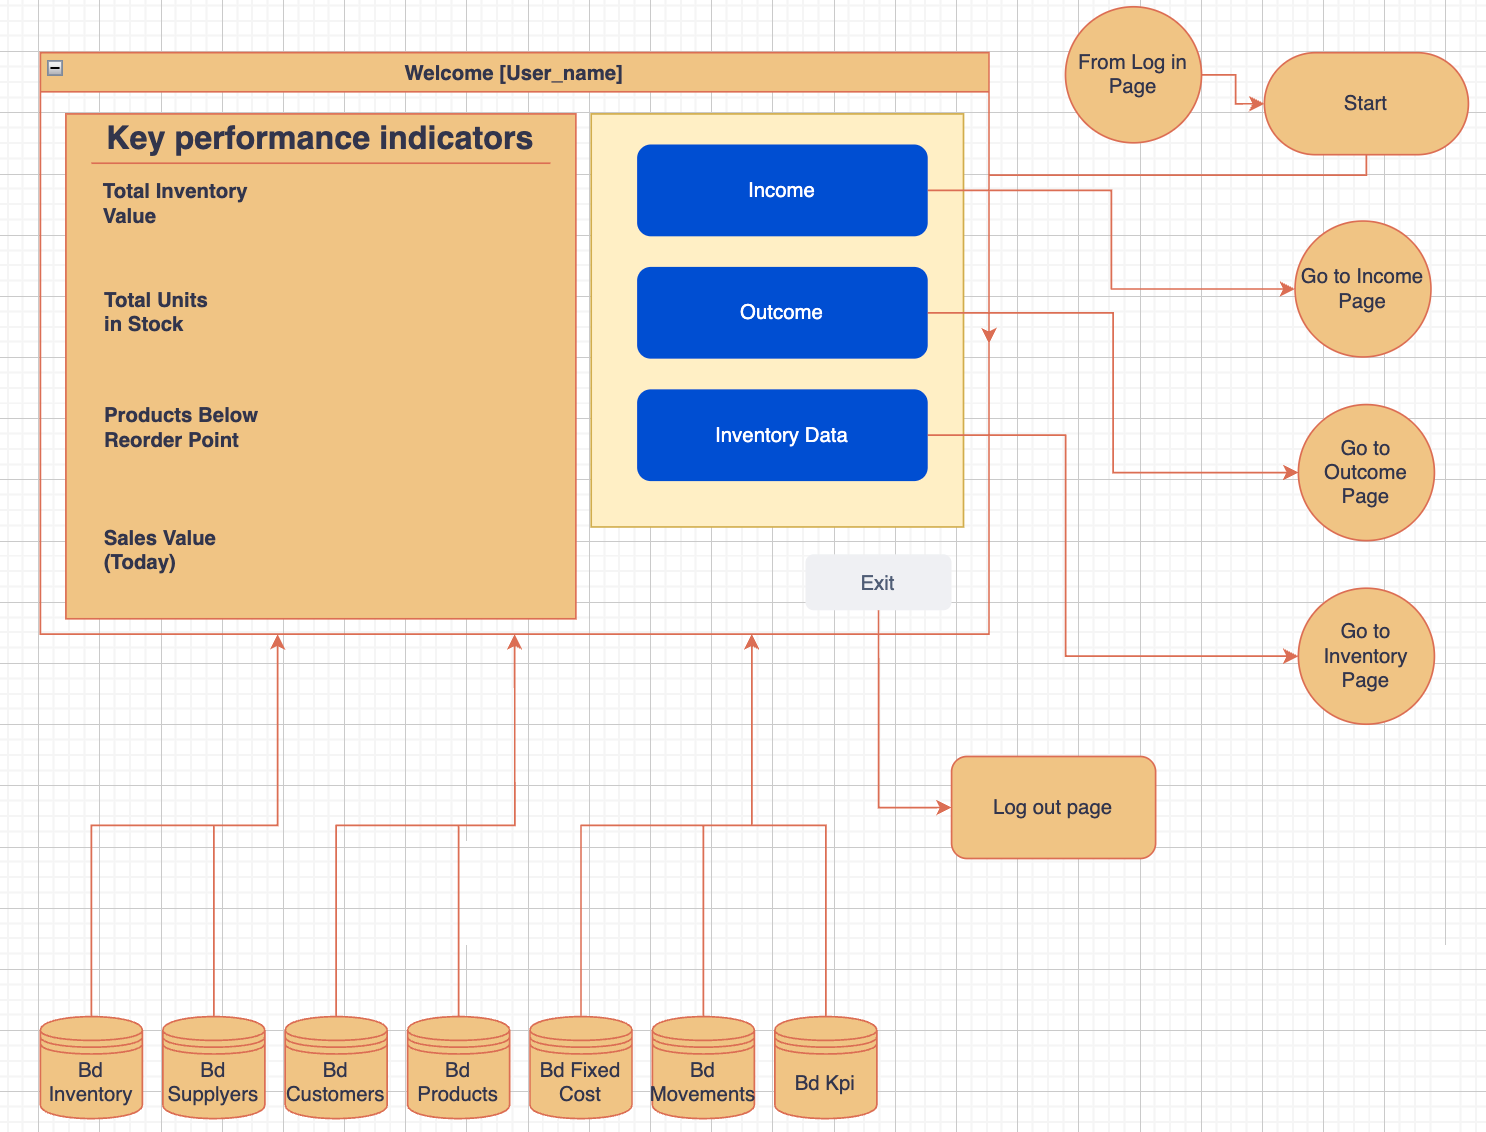 Welcome [User_name]
From Log in
Page
Start
Key performance indicators
Total Inventory
Value
Total Units
in Stock
Products Below
Reorder Point
Sales Value
(Today)
Income
Outcome
Inventory Data
Exit
Go to Income
Page
Go to
Outcome
Page
Go to
Inventory
Page
Log out page
Bd
Inventory
Bd
Supplyers
Bd
Customers
Bd
Products
Bd Fixed
Cost
Bd
Movements
Bd Kpi